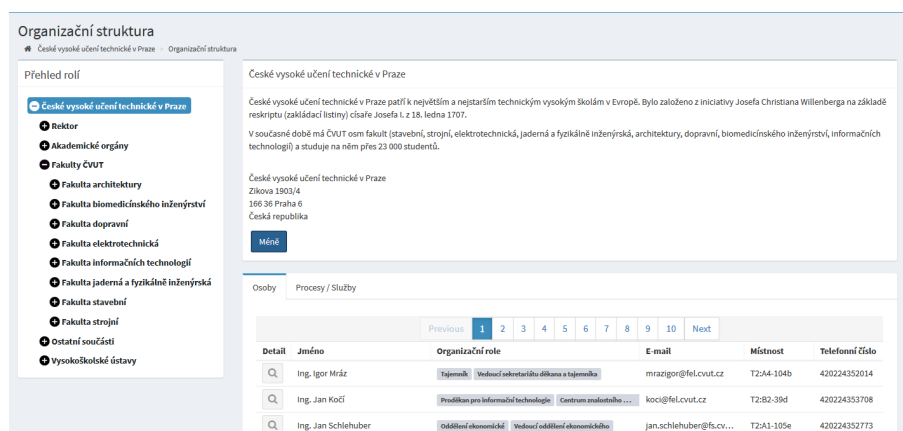 Organizační struktura
České vysoké učení technické v Praze > Organizační struktura
Přehled rolí
České vysoké učení technické v Praze
Rektor
Akademické orgány
Fakulty ČVUT
Fakulta architektury
Fakulta biomedicínského inženýrství
Fakulta dopravní
Fakulta elektrotechnická
Fakulta informačních technologií
Fakulta jaderná a fyzikálně inženýrská
Fakulta stavební
Fakulta strojní
Ostatní součásti
Vysokoškolské ústavy
České vysoké učení technické v Praze
České vysoké učení technické v Praze patří k největším a nejstarším technickým vysokým školám v Evropě. Bylo založeno z iniciativy Josefa Christiana Willenberga na základě
reskriptu (zakládací listiny) císaře Josefa I. z 18. ledna 1707.
V současné době má ČVUT osm fakult (stavební, strojní, elektrotechnická, jaderná a fyzikálně inženýrská, architektury, dopravní, biomedicínského inženýrství, informačních
technologií) a studuje na něm přes 23 000 studentů.
České vysoké učení technické v Praze
Zikova 1903/4
166 36 Praha 6
Česká republika
Méně
Osoby Procesy / Služby
Previous 1 2 3 4 5 6 7 8 9 10 Next
Detail Jméno Organizační role E-mail Místnost Telefonní číslo
Ing. Igor Mráz Tajemník Vedoucí sekretariátu děkana a tajemníka mrazigor@fel.cvut.cz T2:A4-104b 420224352014
Ing. Jan Kočí Proděkan pro informační technologie Centrum znalostního ... koci@fel.cvut.cz T2:B2-39d 420224353708
Ing. Jan Schlehuber Oddělení ekonomické Vedoucí oddělení ekonomického jan.schlehuber@fs.cv... T2:A1-105e 420224352773